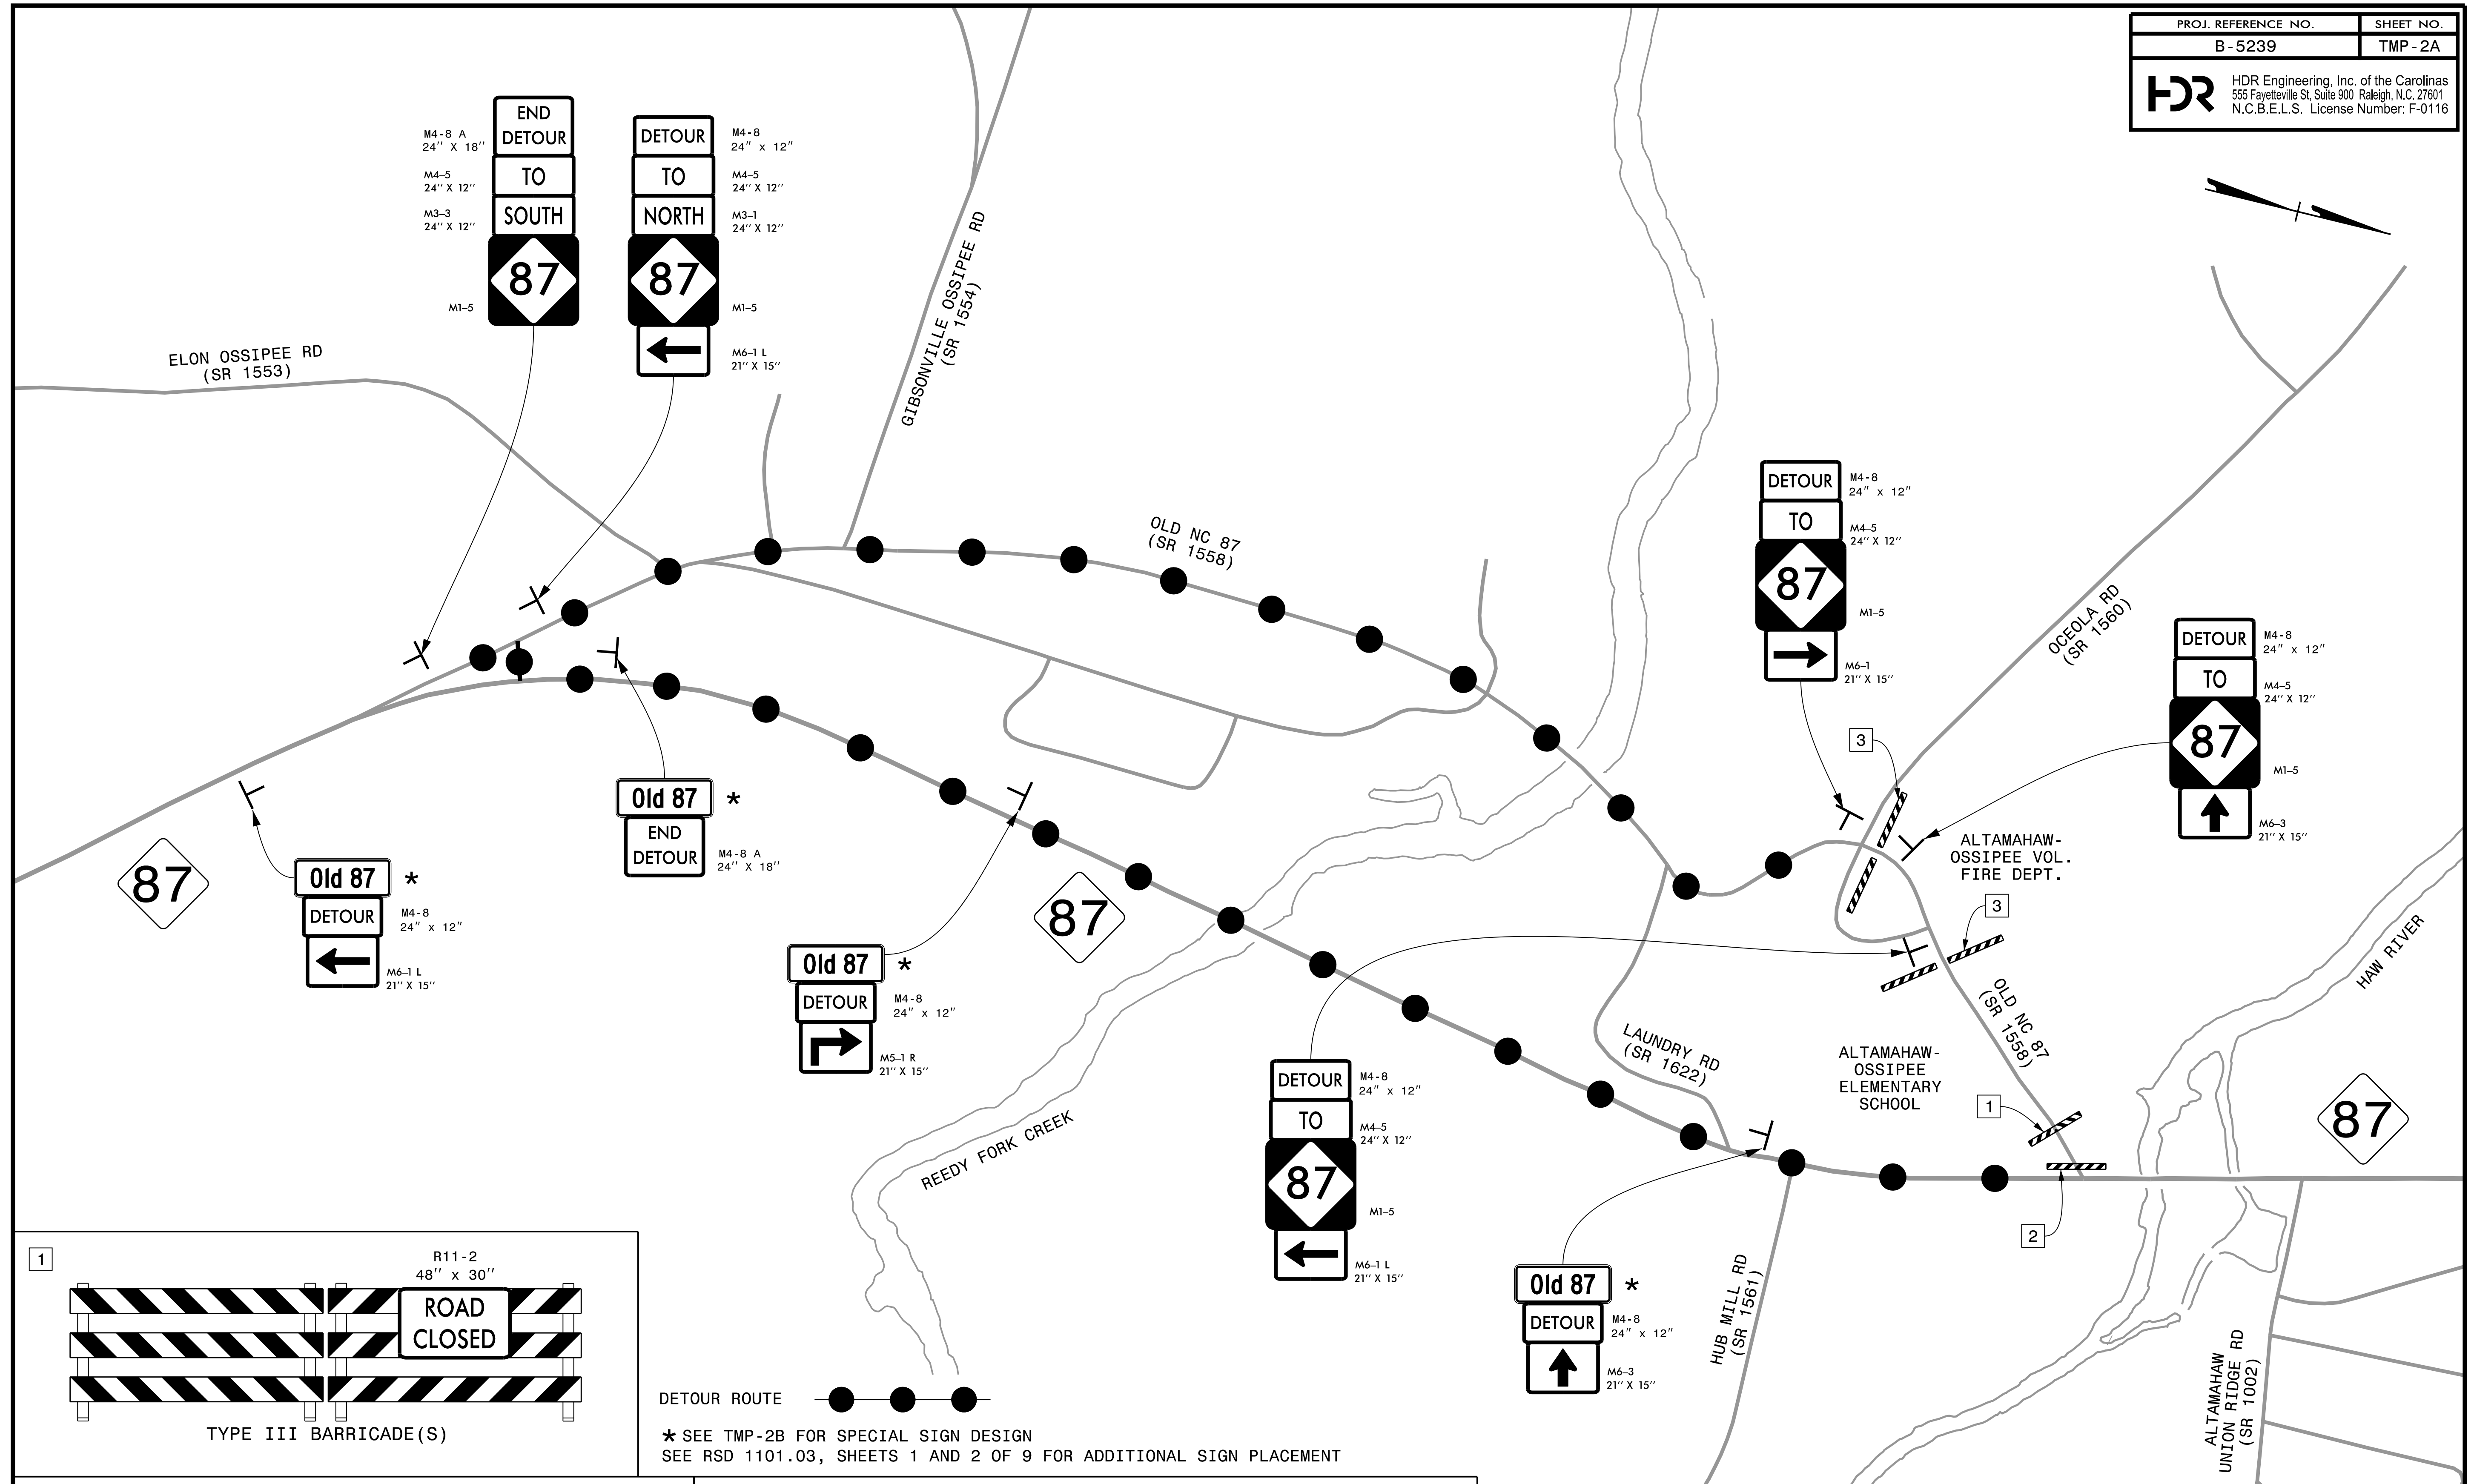 PROJ. REFERENCE NO.
SHEET NO.
B-5239
TMP-2A
HDR
HDR Engineering, Inc. of the Carolinas
555 Fayetteville St, Suite 900 Raleigh, N.C. 27601
N.C.B.E.L.S. License Number: F-0116
END
DETOUR
M4-8 A
24'' X 18''
TO
M4-5
24'' X 12''
SOUTH
M3-3
24'' X 12''
87
M1-5
DETOUR
M4-8
24" x 12"
TO
M4-5
24'' X 12''
NORTH
M3-1
24'' X 12''
87
M1-5
M6-1 L
21'' X 15''
ELON OSSIPEE RD
(SR 1553)
GIBSONVILLE OSSIPEE RD
(SR 1554)
OLD NC 87
(SR 1558)
DETOUR
M4-8
24" x 12"
TO
M4-5
24'' X 12''
87
M1-5
M6-1
21'' X 15''
OCEOLA RD
(SR 1560)
DETOUR
M4-8
24" x 12"
TO
M4-5
24'' X 12''
87
M1-5
M6-3
21'' X 15''
3
ALTAMAHAW-
OSSIPEE VOL.
FIRE DEPT.
3
87
Old 87 *
DETOUR
M4-8
24" x 12"
M6-1 L
21'' X 15''
Old 87 *
END
DETOUR
M4-8 A
24'' X 18''
Old 87 *
DETOUR
M4-8
24" x 12"
M5-1 R
21'' X 15''
87
HAW RIVER
OLD NC 87
(SR 1558)
LAUNDRY RD
(SR 1622)
ALTAMAHAW-
OSSIPEE
ELEMENTARY
SCHOOL
1
2
87
REEDY FORK CREEK
DETOUR
M4-8
24" x 12"
TO
M4-5
24'' X 12''
87
M1-5
M6-1 L
21'' X 15''
Old 87 *
DETOUR
M4-8
24" x 12"
M6-3
21'' X 15''
HUB MILL RD
(SR 1561)
ALTAMAHAW
UNION RIDGE RD
(SR 1002)
1
R11-2
48'' x 30''
ROAD
CLOSED
TYPE III BARRICADE(S)
DETOUR ROUTE
* SEE TMP-2B FOR SPECIAL SIGN DESIGN
SEE RSD 1101.03, SHEETS 1 AND 2 OF 9 FOR ADDITIONAL SIGN PLACEMENT